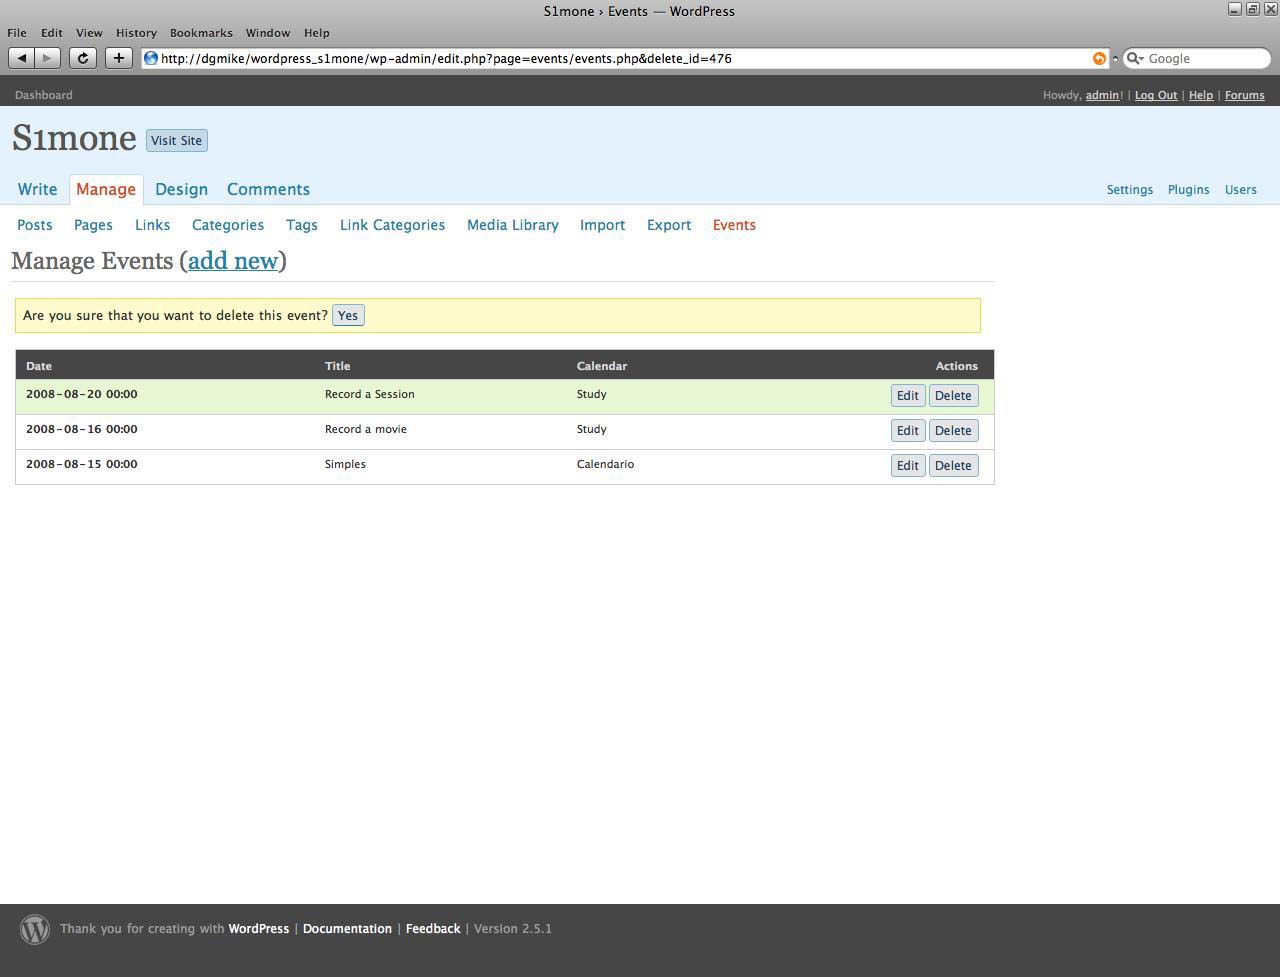 S1mone › Events — WordPress
File Edit View History Bookmarks Window Help
http://dgmike/wordpress_s1mone/wp-admin/edit.php?page=events/events.php&delete_id=476 Google
Dashboard Howdy, admin! | Log Out | Help | Forums
S1mone Visit Site
Write Manage Design Comments Settings Plugins Users
Posts Pages Links Categories Tags Link Categories Media Library Import Export Events
Manage Events (add new)
Are you sure that you want to delete this event? Yes
Date Title Calendar Actions
2008-08-20 00:00 Record a Session Study Edit Delete
2008-08-16 00:00 Record a movie Study Edit Delete
2008-08-15 00:00 Simples Calendario Edit Delete
Thank you for creating with WordPress | Documentation | Feedback | Version 2.5.1